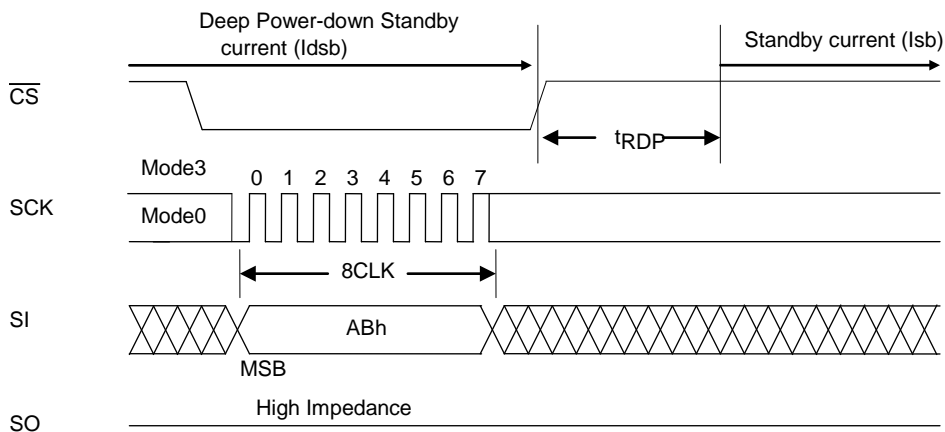 Deep Power-down Standby
current (Idsb)
Standby current (Isb)
CS
tRDP
Mode3
0 1 2 3 4 5 6 7
SCK
Mode0
8CLK
SI
ABh
MSB
High Impedance
SO